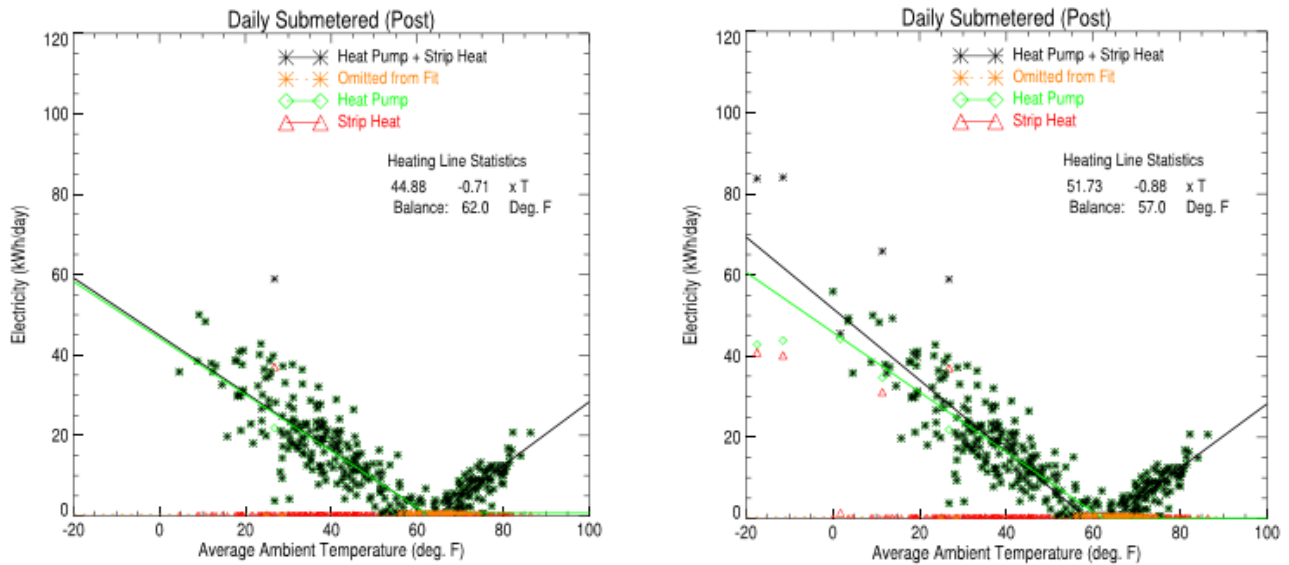 Daily Submetered (Post)
120
100
80
60
40
20
0
-20
0
20
40
60
80
100
Electricity (kWh/day)
Average Ambient Temperature (deg. F)
Heat Pump + Strip Heat
Omitted from Fit
Heat Pump
Strip Heat
Heating Line Statistics
44.88 -0.71 x T
Balance: 62.0 Deg. F
Daily Submetered (Post)
120
100
80
60
40
20
0
-20
0
20
40
60
80
100
Electricity (kWh/day)
Average Ambient Temperature (deg. F)
Heat Pump + Strip Heat
Omitted from Fit
Heat Pump
Strip Heat
Heating Line Statistics
51.73 -0.88 x T
Balance: 57.0 Deg. F